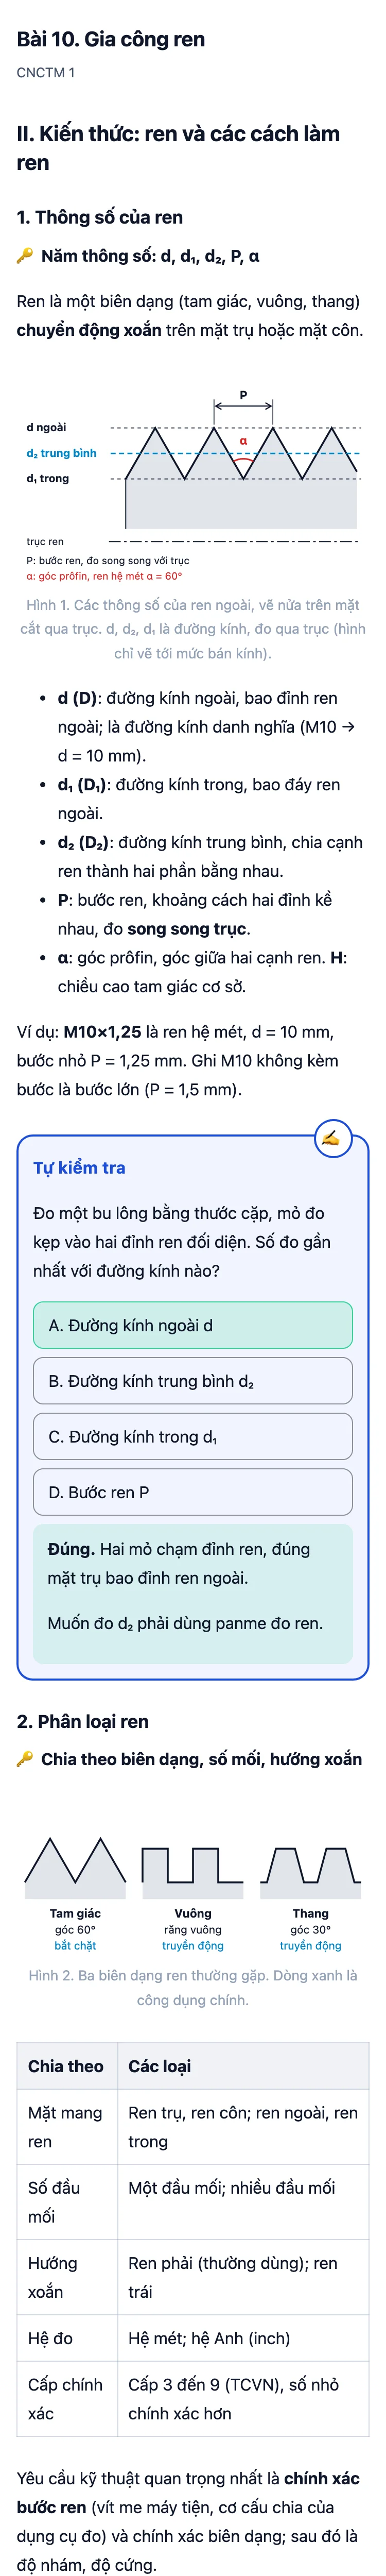 Bài 10. Gia công ren
CNCTM 1
II. Kiến thức: ren và các cách làm
ren
1. Thông số của ren
🔑 Năm thông số: d, d₁, d₂, P, α
Ren là một biên dạng (tam giác, vuông, thang)
chuyển động xoắn trên mặt trụ hoặc mặt côn.
P
d ngoài
α
d₂ trung bình
d₁ trong
trục ren
P: bước ren, đo song song với trục
α: góc prôfin, ren hệ mét α = 60°
Hình 1. Các thông số của ren ngoài, vẽ nửa trên mặt
cắt qua trục. d, d₂, d₁ là đường kính, đo qua trục (hình
chỉ vẽ tới mức bán kính).
• d (D): đường kính ngoài, bao đỉnh ren
ngoài; là đường kính danh nghĩa (M10 →
d = 10 mm).
• d₁ (D₁): đường kính trong, bao đáy ren
ngoài.
• d₂ (D₂): đường kính trung bình, chia cạnh
ren thành hai phần bằng nhau.
• P: bước ren, khoảng cách hai đỉnh kề
nhau, đo song song trục.
• α: góc prôfin, góc giữa hai cạnh ren. H:
chiều cao tam giác cơ sở.
Ví dụ: M10×1,25 là ren hệ mét, d = 10 mm,
bước nhỏ P = 1,25 mm. Ghi M10 không kèm
bước là bước lớn (P = 1,5 mm).
✍️
Tự kiểm tra
Đo một bu lông bằng thước cặp, mỏ đo
kẹp vào hai đỉnh ren đối diện. Số đo gần
nhất với đường kính nào?
A. Đường kính ngoài d
B. Đường kính trung bình d₂
C. Đường kính trong d₁
D. Bước ren P
Đúng. Hai mỏ chạm đỉnh ren, đúng
mặt trụ bao đỉnh ren ngoài.
Muốn đo d₂ phải dùng panme đo ren.
2. Phân loại ren
🔑 Chia theo biên dạng, số mối, hướng xoắn
Tam giác
góc 60°
bắt chặt
Vuông
răng vuông
truyền động
Thang
góc 30°
truyền động
Hình 2. Ba biên dạng ren thường gặp. Dòng xanh là
công dụng chính.
Chia theo Các loại
Mặt mang Ren trụ, ren côn; ren ngoài, ren
ren trong
Số đầu Một đầu mối; nhiều đầu mối
mối
Hướng Ren phải (thường dùng); ren
xoắn trái
Hệ đo Hệ mét; hệ Anh (inch)
Cấp chính Cấp 3 đến 9 (TCVN), số nhỏ
xác chính xác hơn
Yêu cầu kỹ thuật quan trọng nhất là chính xác
bước ren (vít me máy tiện, cơ cấu chia của
dụng cụ đo) và chính xác biên dạng; sau đó là
độ nhám, độ cứng.